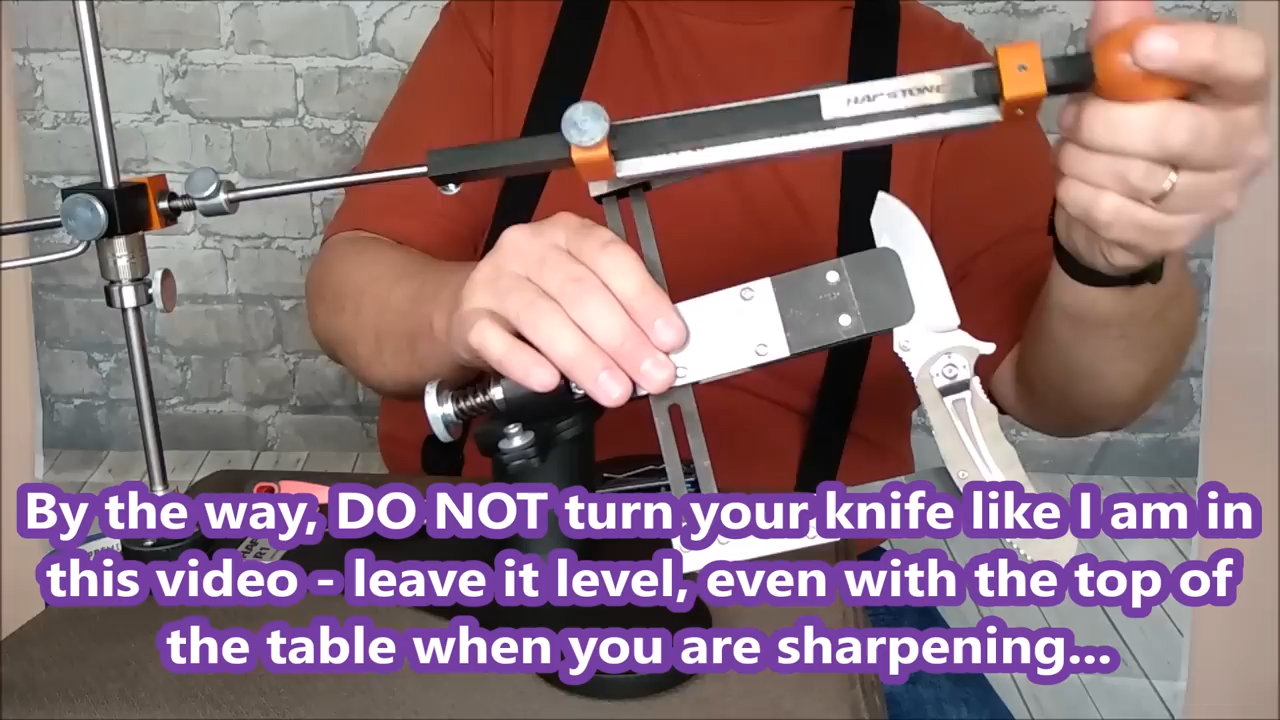 HAPSTONE
By the way, DO NOT turn your knife like I am in
this video - leave it level, even with the top of
the table when you are sharpening...
R1